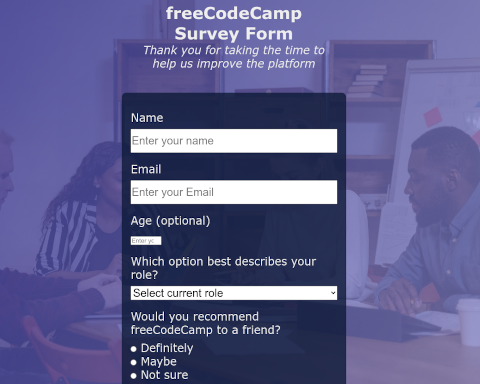 freeCodeCamp
Survey Form
Thank you for taking the time to
help us improve the platform
Name
Enter your name
Email
Enter your Email
Age (optional)
Enter yc
Which option best describes your
role?
Select current role
Would you recommend
freeCodeCamp to a friend?
Definitely
Maybe
Not sure